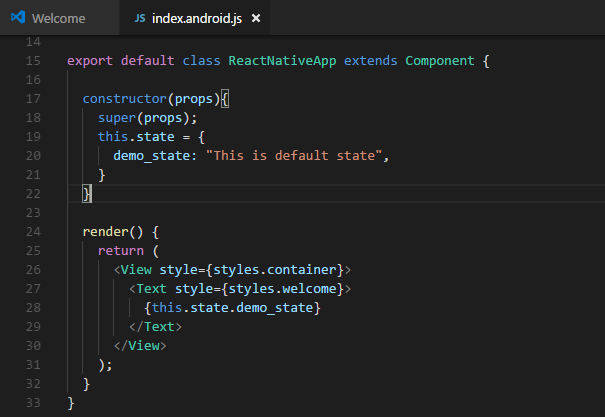 Welcome JS index.android.js ×
14
15 export default class ReactNativeApp extends Component {
16
17   constructor(props){
18     super(props);
19     this.state = {
20       demo_state: "This is default state",
21     }
22   }
23
24   render() {
25     return (
26       <View style={styles.container}>
27         <Text style={styles.welcome}>
28           {this.state.demo_state}
29         </Text>
30       </View>
31     );
32   }
33 }